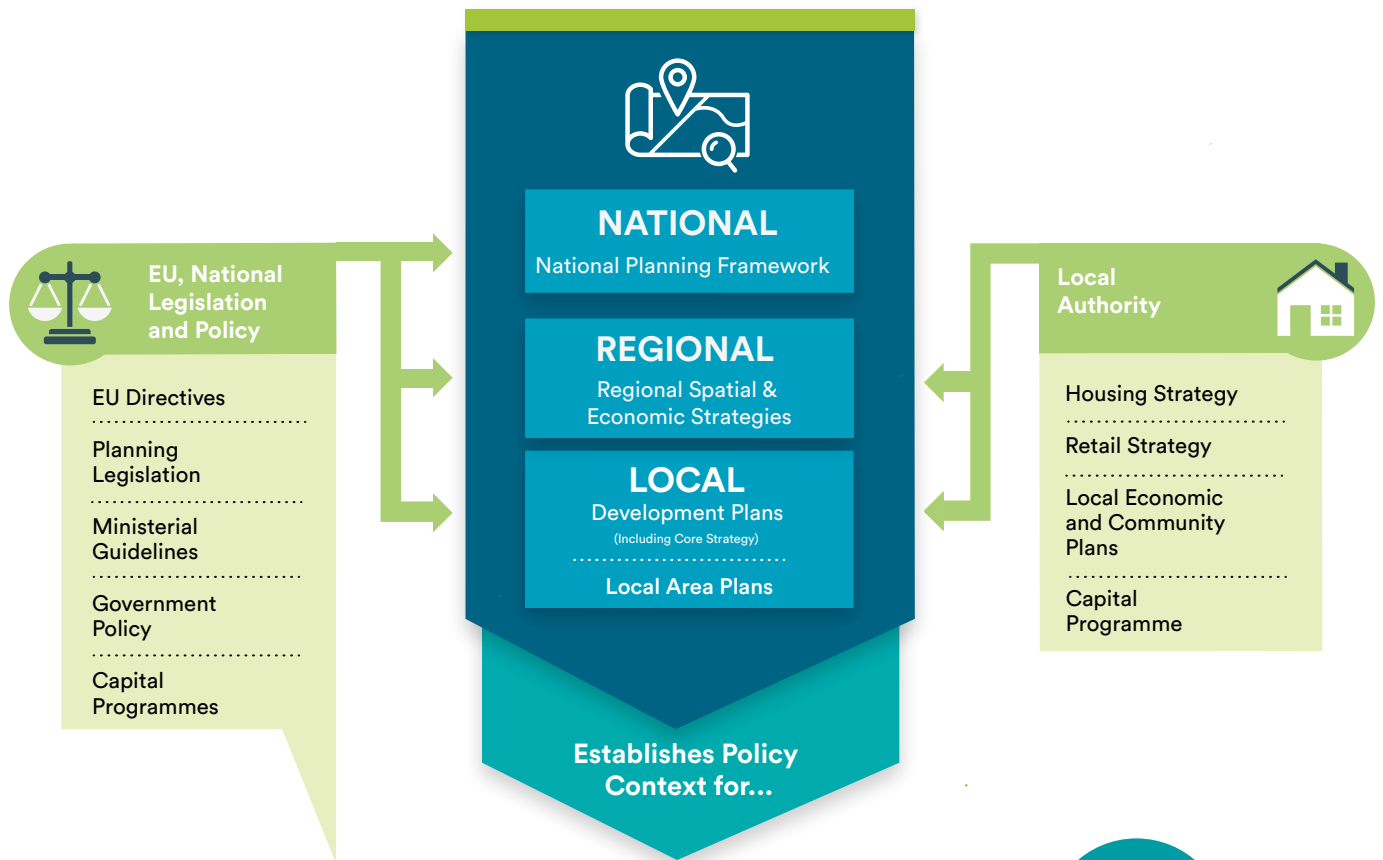 NATIONAL
National Planning Framework
REGIONAL
Regional Spatial &
Economic Strategies
LOCAL
Development Plans
(Including Core Strategy)
Local Area Plans
Establishes Policy
Context for...
EU, National
Legislation
and Policy
EU Directives
Planning
Legislation
Ministerial
Guidelines
Government
Policy
Capital
Programmes
Local
Authority
Housing Strategy
Retail Strategy
Local Economic
and Community
Plans
Capital
Programme